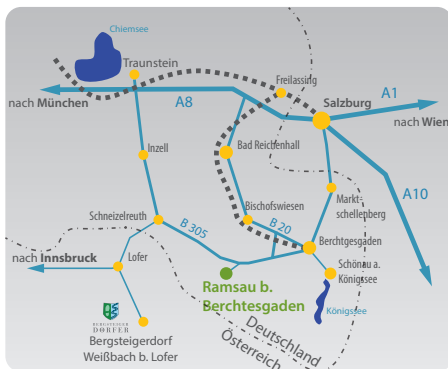 Chiemsee
Traunstein
Freilassing
A1
nach München
A8
Salzburg
nach Wien
Inzell
Bad Reichenhall
A10
Markt-
schellenberg
Schneizelreuth
Bischofswiesen
B 305
B 20
Berchtgesgaden
nach Innsbruck
Lofer
Schönau a.
Königssee
Ramsau b.
Berchtesgaden
Königssee
BERGSTEIGER
DÖRFER
Bergsteigerdorf
Weißbach b. Lofer
Deutschland
Österreich